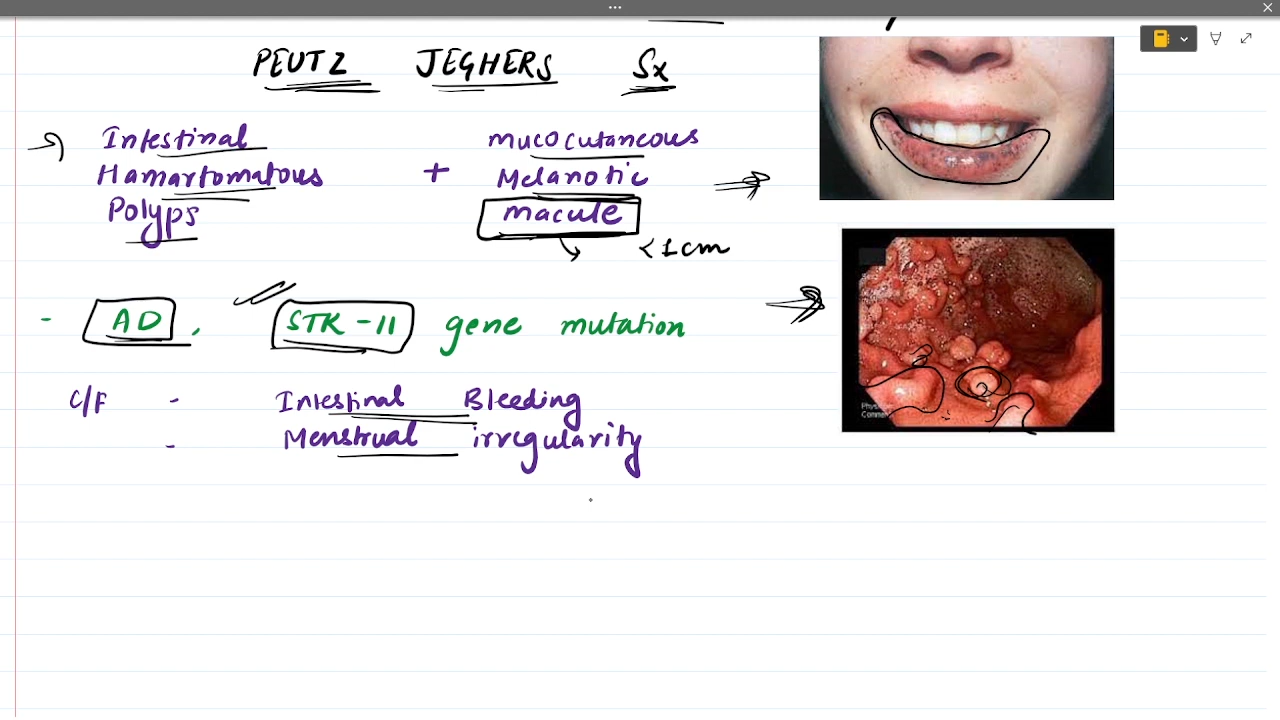 PEUTZ JEGHERS Sx
Intestinal
Hamartomatous
Polyps
+
mucocutaneous
Melanotic
macule
<1cm
- AD, STK-11 gene mutation
C/F - Intestinal Bleeding
- Menstrual irregularity